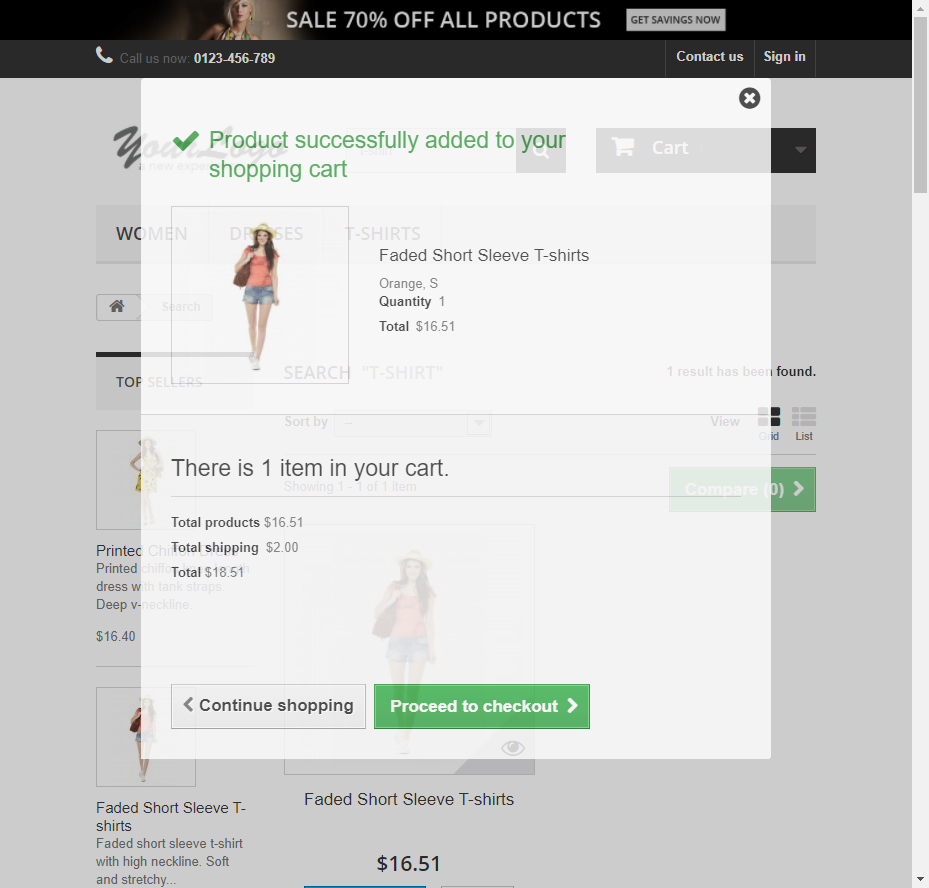 SALE 70% OFF ALL PRODUCTS
GET SAVINGS NOW
Call us now: 0123-456-789
Contact us
Sign in
Product successfully added to your
shopping cart
Your Logo
a new experience
Cart
WOMEN
DRESSES
T-SHIRTS
Faded Short Sleeve T-shirts
Orange, S
Quantity 1
Total $16.51
Search
TOP SELLERS
SEARCH "T-SHIRT"
1 result has been found.
Sort by --
View
Grid
List
There is 1 item in your cart.
Showing 1 - 1 of 1 item
Compare (0)
Total products $16.51
Total shipping $2.00
Total $18.51
Printed Chiffon Dress
Printed chiffon knee length
dress with tank straps.
Deep v-neckline.
$16.40
Continue shopping
Proceed to checkout
Faded Short Sleeve T-
shirts
Faded short sleeve t-shirt
with high neckline. Soft
and stretchy...
Faded Short Sleeve T-shirts
$16.51